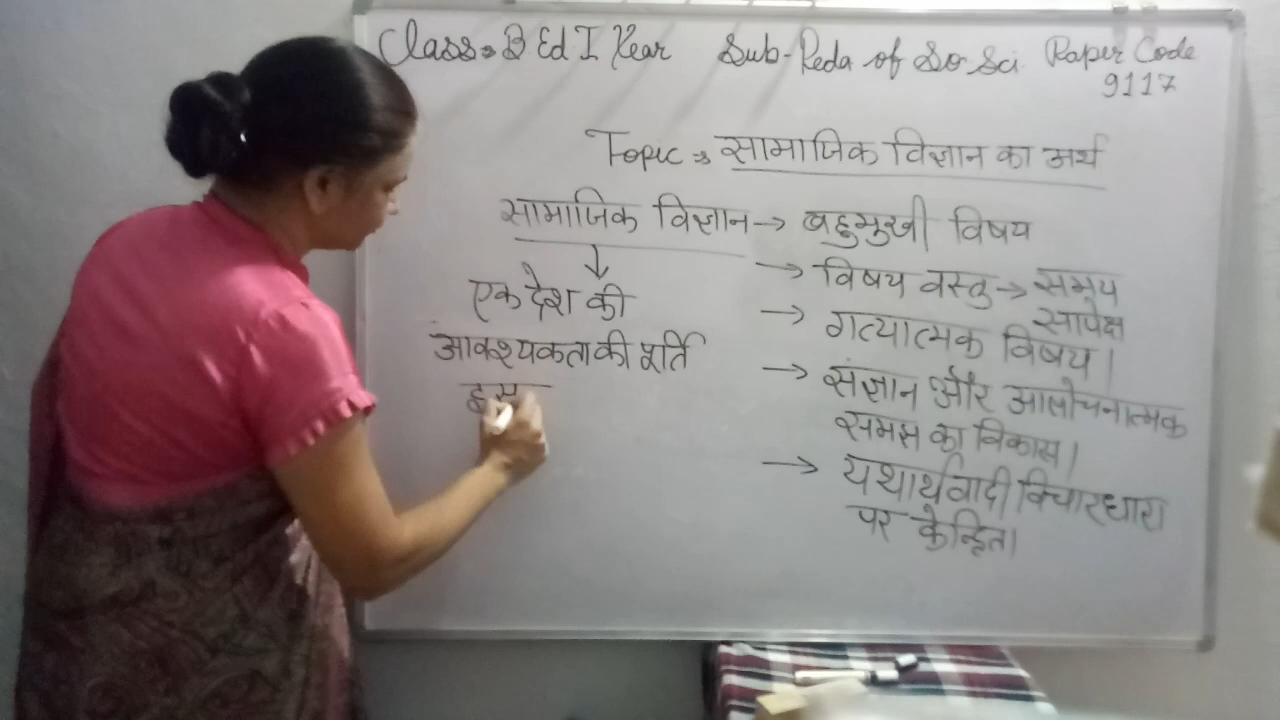 Class → B Ed I Year Sub-Peda of So Sci Paper Code
9117
Topic → सामाजिक विज्ञान का अर्थ
सामाजिक विज्ञान → बहुमुखी विषय
→ विषय वस्तु → समय
सापेक्ष
→ गत्यात्मक विषय।
→ संज्ञान और आलोचनात्मक
समझ का विकास।
→ यथार्थवादी विचारधारा
पर केन्द्रित।
↓
एक देश की
आवश्यकता की पूर्ति